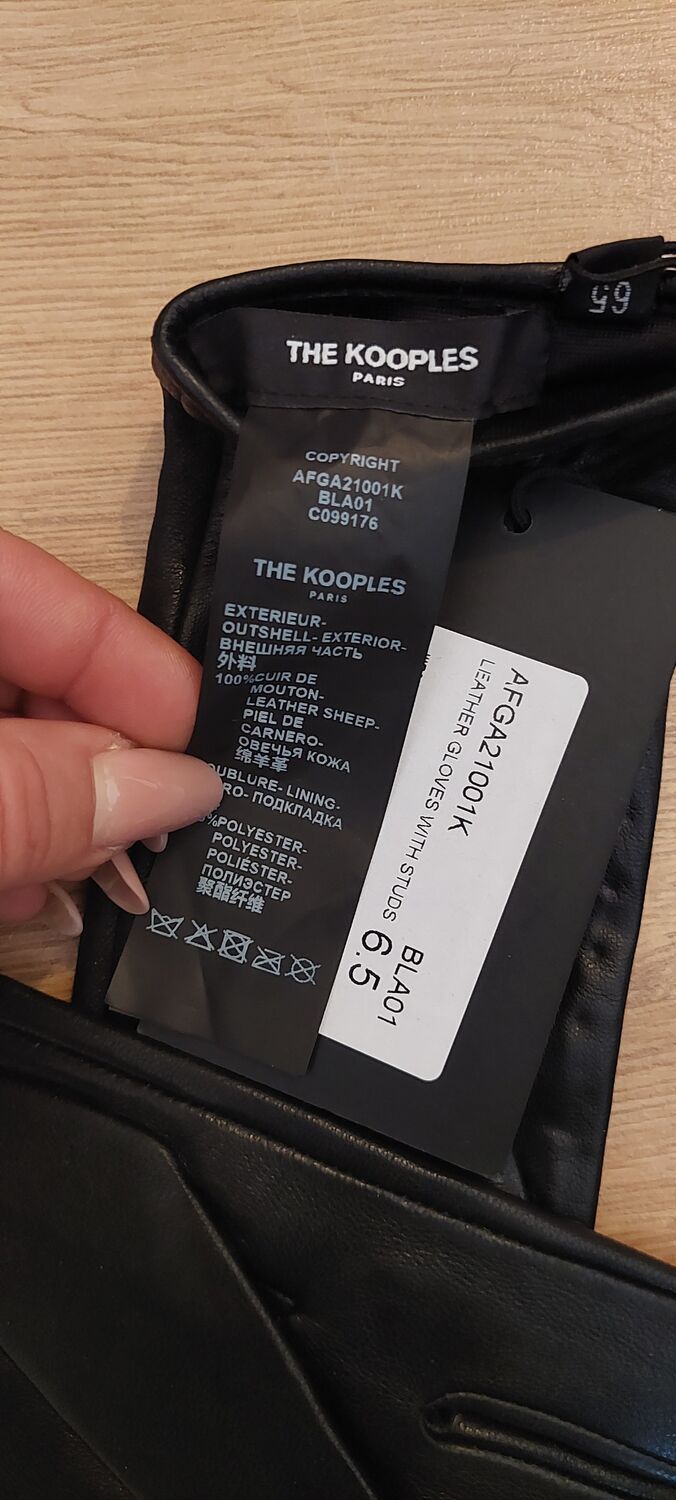 6.5
THE KOOPLES
PARIS
COPYRIGHT
AFGA21001K
BLA01
C099176
THE KOOPLES
PARIS
EXTERIEUR-
OUTSHELL- EXTERIOR-
ВНЕШНЯЯ ЧАСТЬ
外料
100%CUIR DE
MOUTON-
LEATHER SHEEP-
PIEL DE
CARNERO-
ОВЕЧЬЯ КОЖА
绵羊革
LINING-
ПОДКЛАДКА
POLYESTER-
POLYESTER-
POLIÉSTER-
ПОЛИЭСТЕР
聚酯纤维
AFGA21001K
LEATHER GLOVES WITH STUDS
BLA01
6.5